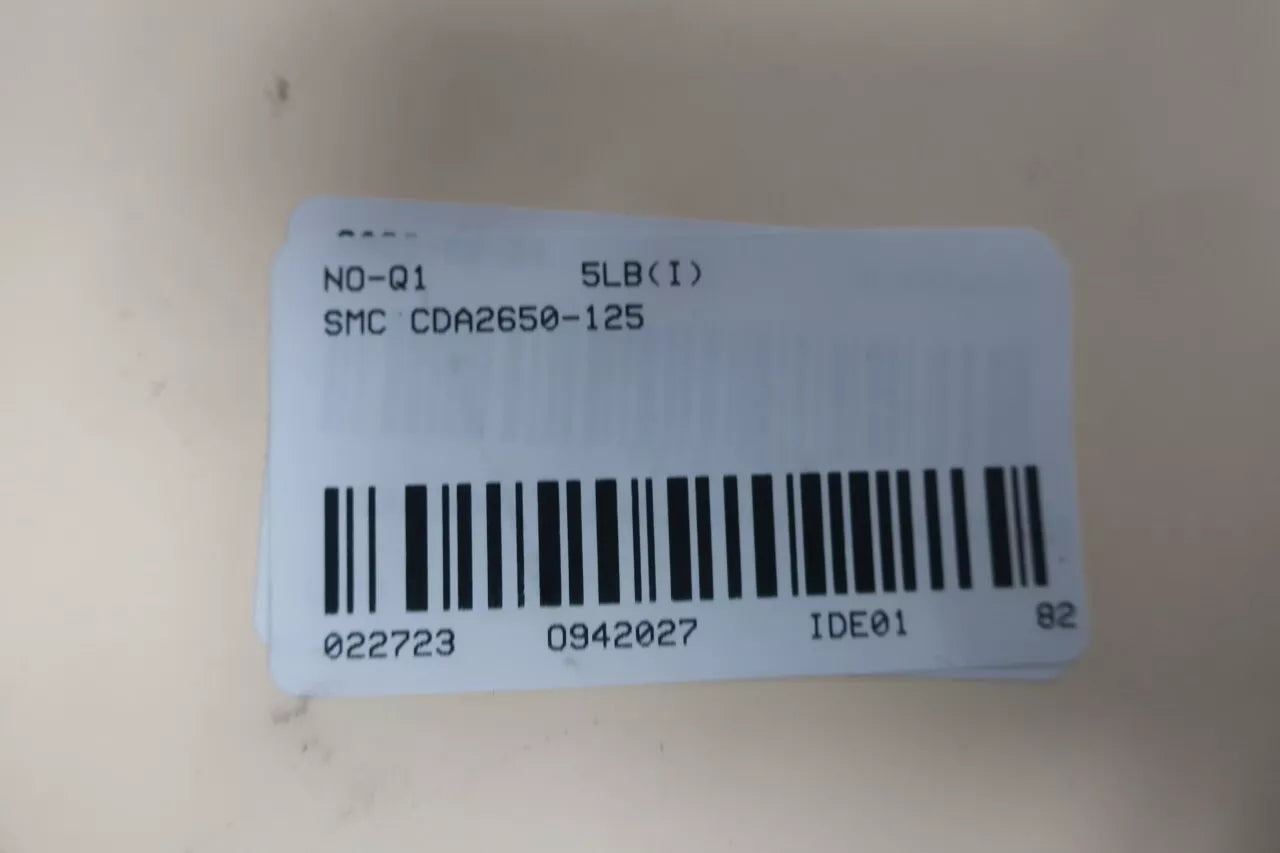 NO-Q1 5LB(I)
SMC CDA2650-125
022723 0942027 IDE01 82